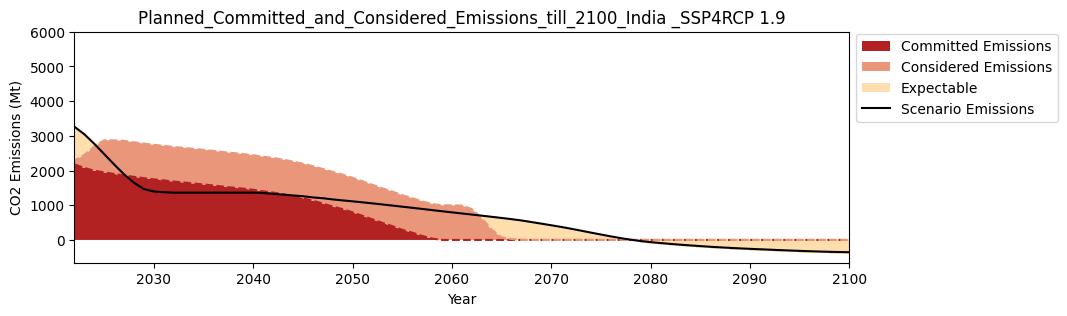 Planned_Committed_and_Considered_Emissions_till_2100_India _SSP4RCP 1.9
CO2 Emissions (Mt)
6000
5000
4000
3000
2000
1000
0
2030 2040 2050 2060 2070 2080 2090 2100
Year
Committed Emissions
Considered Emissions
Expectable
Scenario Emissions